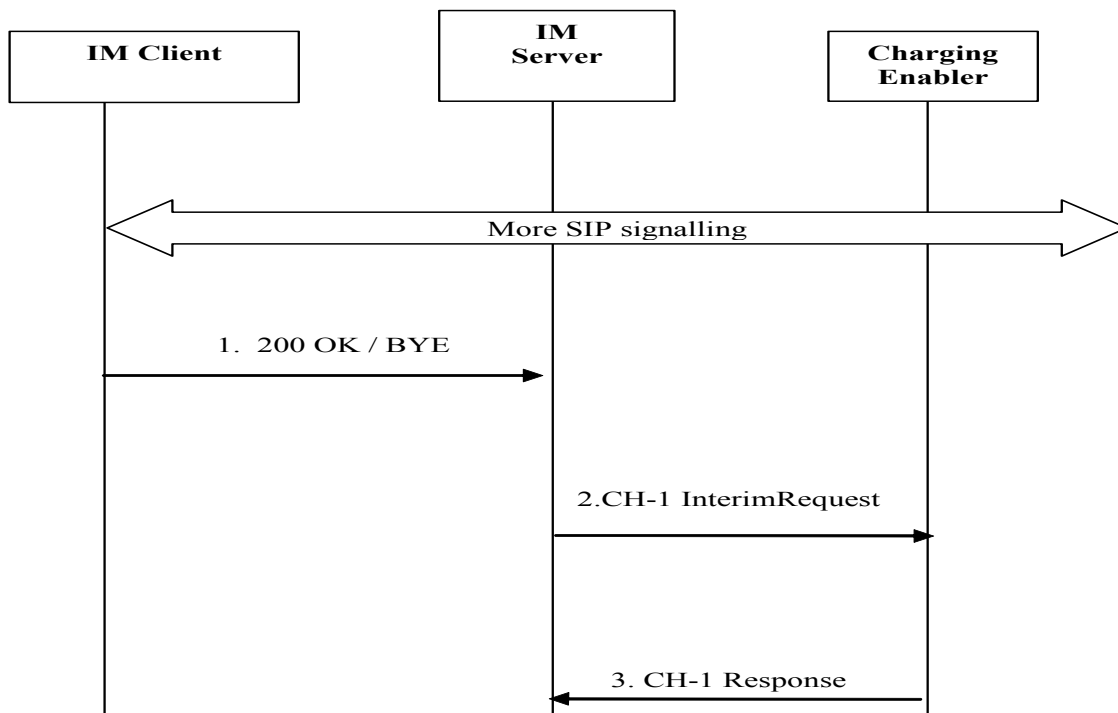 IM Client
IM
Server
Charging
Enabler
More SIP signalling
1. 200 OK / BYE
2.CH-1 InterimRequest
3. CH-1 Response